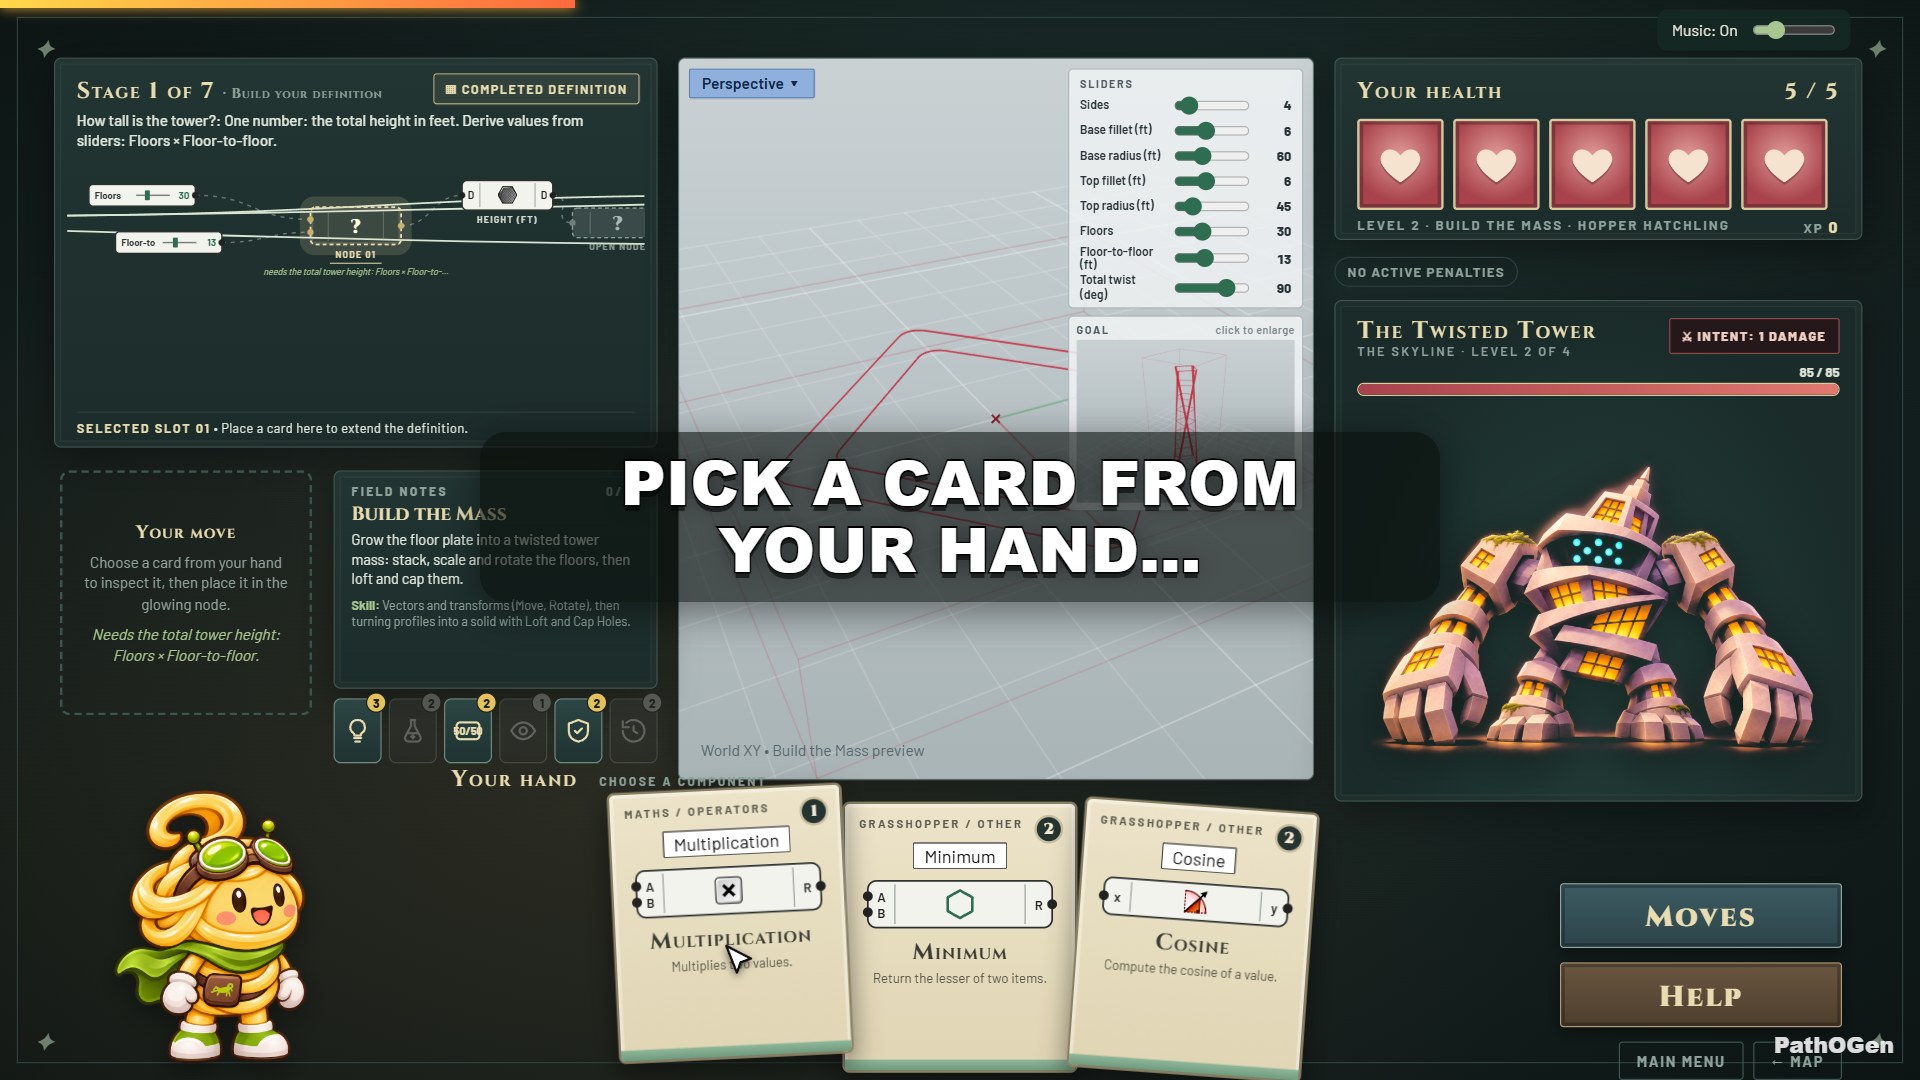 Music: On
STAGE 1 OF 7 · BUILD YOUR DEFINITION
COMPLETED DEFINITION
How tall is the tower?: One number: the total height in feet. Derive values from
sliders: Floors × Floor-to-floor.
Floors 30
Floor-to 13
?
NODE 01
needs the total tower height: Floors × Floor-to-...
D D
HEIGHT (FT)
?
OPEN NODE
SELECTED SLOT 01 • Place a card here to extend the definition.
YOUR MOVE
Choose a card from your hand
to inspect it, then place it in the
glowing node.
Needs the total tower height:
Floors × Floor-to-floor.
FIELD NOTES
BUILD THE MASS
Grow the floor plate into a twisted tower
mass: stack, scale and rotate the floors, then
loft and cap them.
Skill: Vectors and transforms (Move, Rotate), then
turning profiles into a solid with Loft and Cap Holes.
3
2
2
1
2
2
50/50
Perspective ▼
SLIDERS
Sides 4
Base fillet (ft) 6
Base radius (ft) 60
Top fillet (ft) 6
Top radius (ft) 45
Floors 30
Floor-to-floor
(ft) 13
Total twist
(deg) 90
GOAL click to enlarge
PICK A CARD FROM
YOUR HAND...
World XY • Build the Mass preview
YOUR HEALTH 5 / 5
LEVEL 2 · BUILD THE MASS · HOPPER HATCHLING
XP 0
NO ACTIVE PENALTIES
THE TWISTED TOWER
THE SKYLINE · LEVEL 2 OF 4
INTENT: 1 DAMAGE
85 / 85
YOUR HAND CHOOSE A COMPONENT
MATHS / OPERATORS 1
Multiplication
A
B
R
MULTIPLICATION
Multiplies values.
GRASSHOPPER / OTHER 2
Minimum
A
B
R
MINIMUM
Return the lesser of two items.
GRASSHOPPER / OTHER 2
Cosine
x y
COSINE
Compute the cosine of a value.
MOVES
HELP
PathOGen
MAIN MENU
← MAP